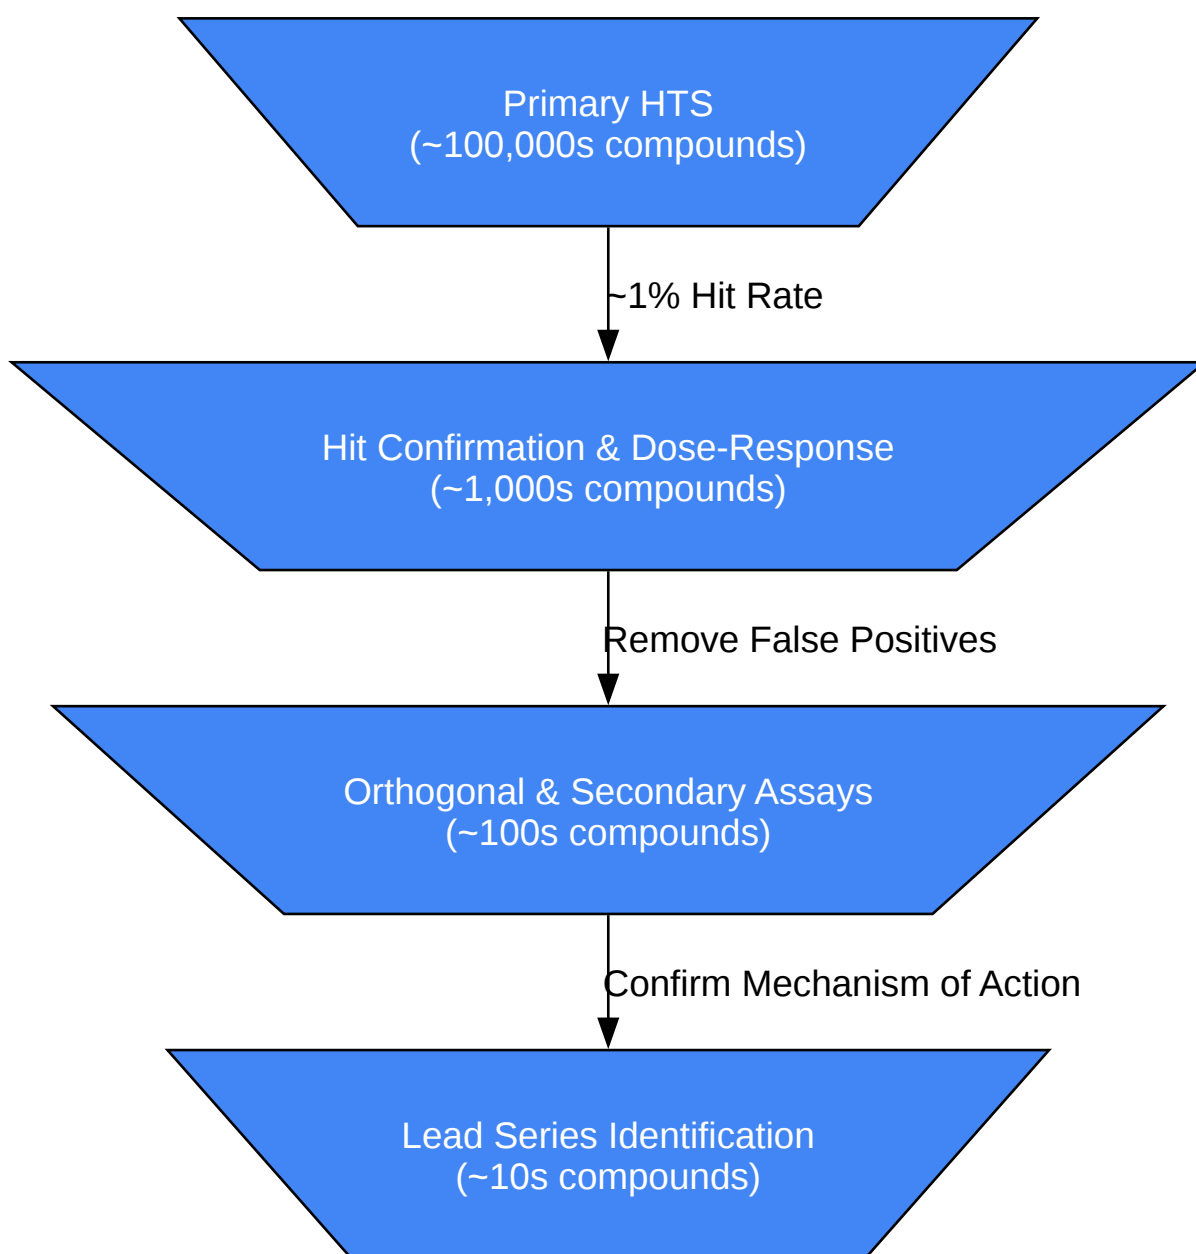 Primary HTS
(~100,000s compounds)
~1% Hit Rate
Hit Confirmation & Dose-Response
(~1,000s compounds)
Remove False Positives
Orthogonal & Secondary Assays
(~100s compounds)
Confirm Mechanism of Action
Lead Series Identification
(~10s compounds)